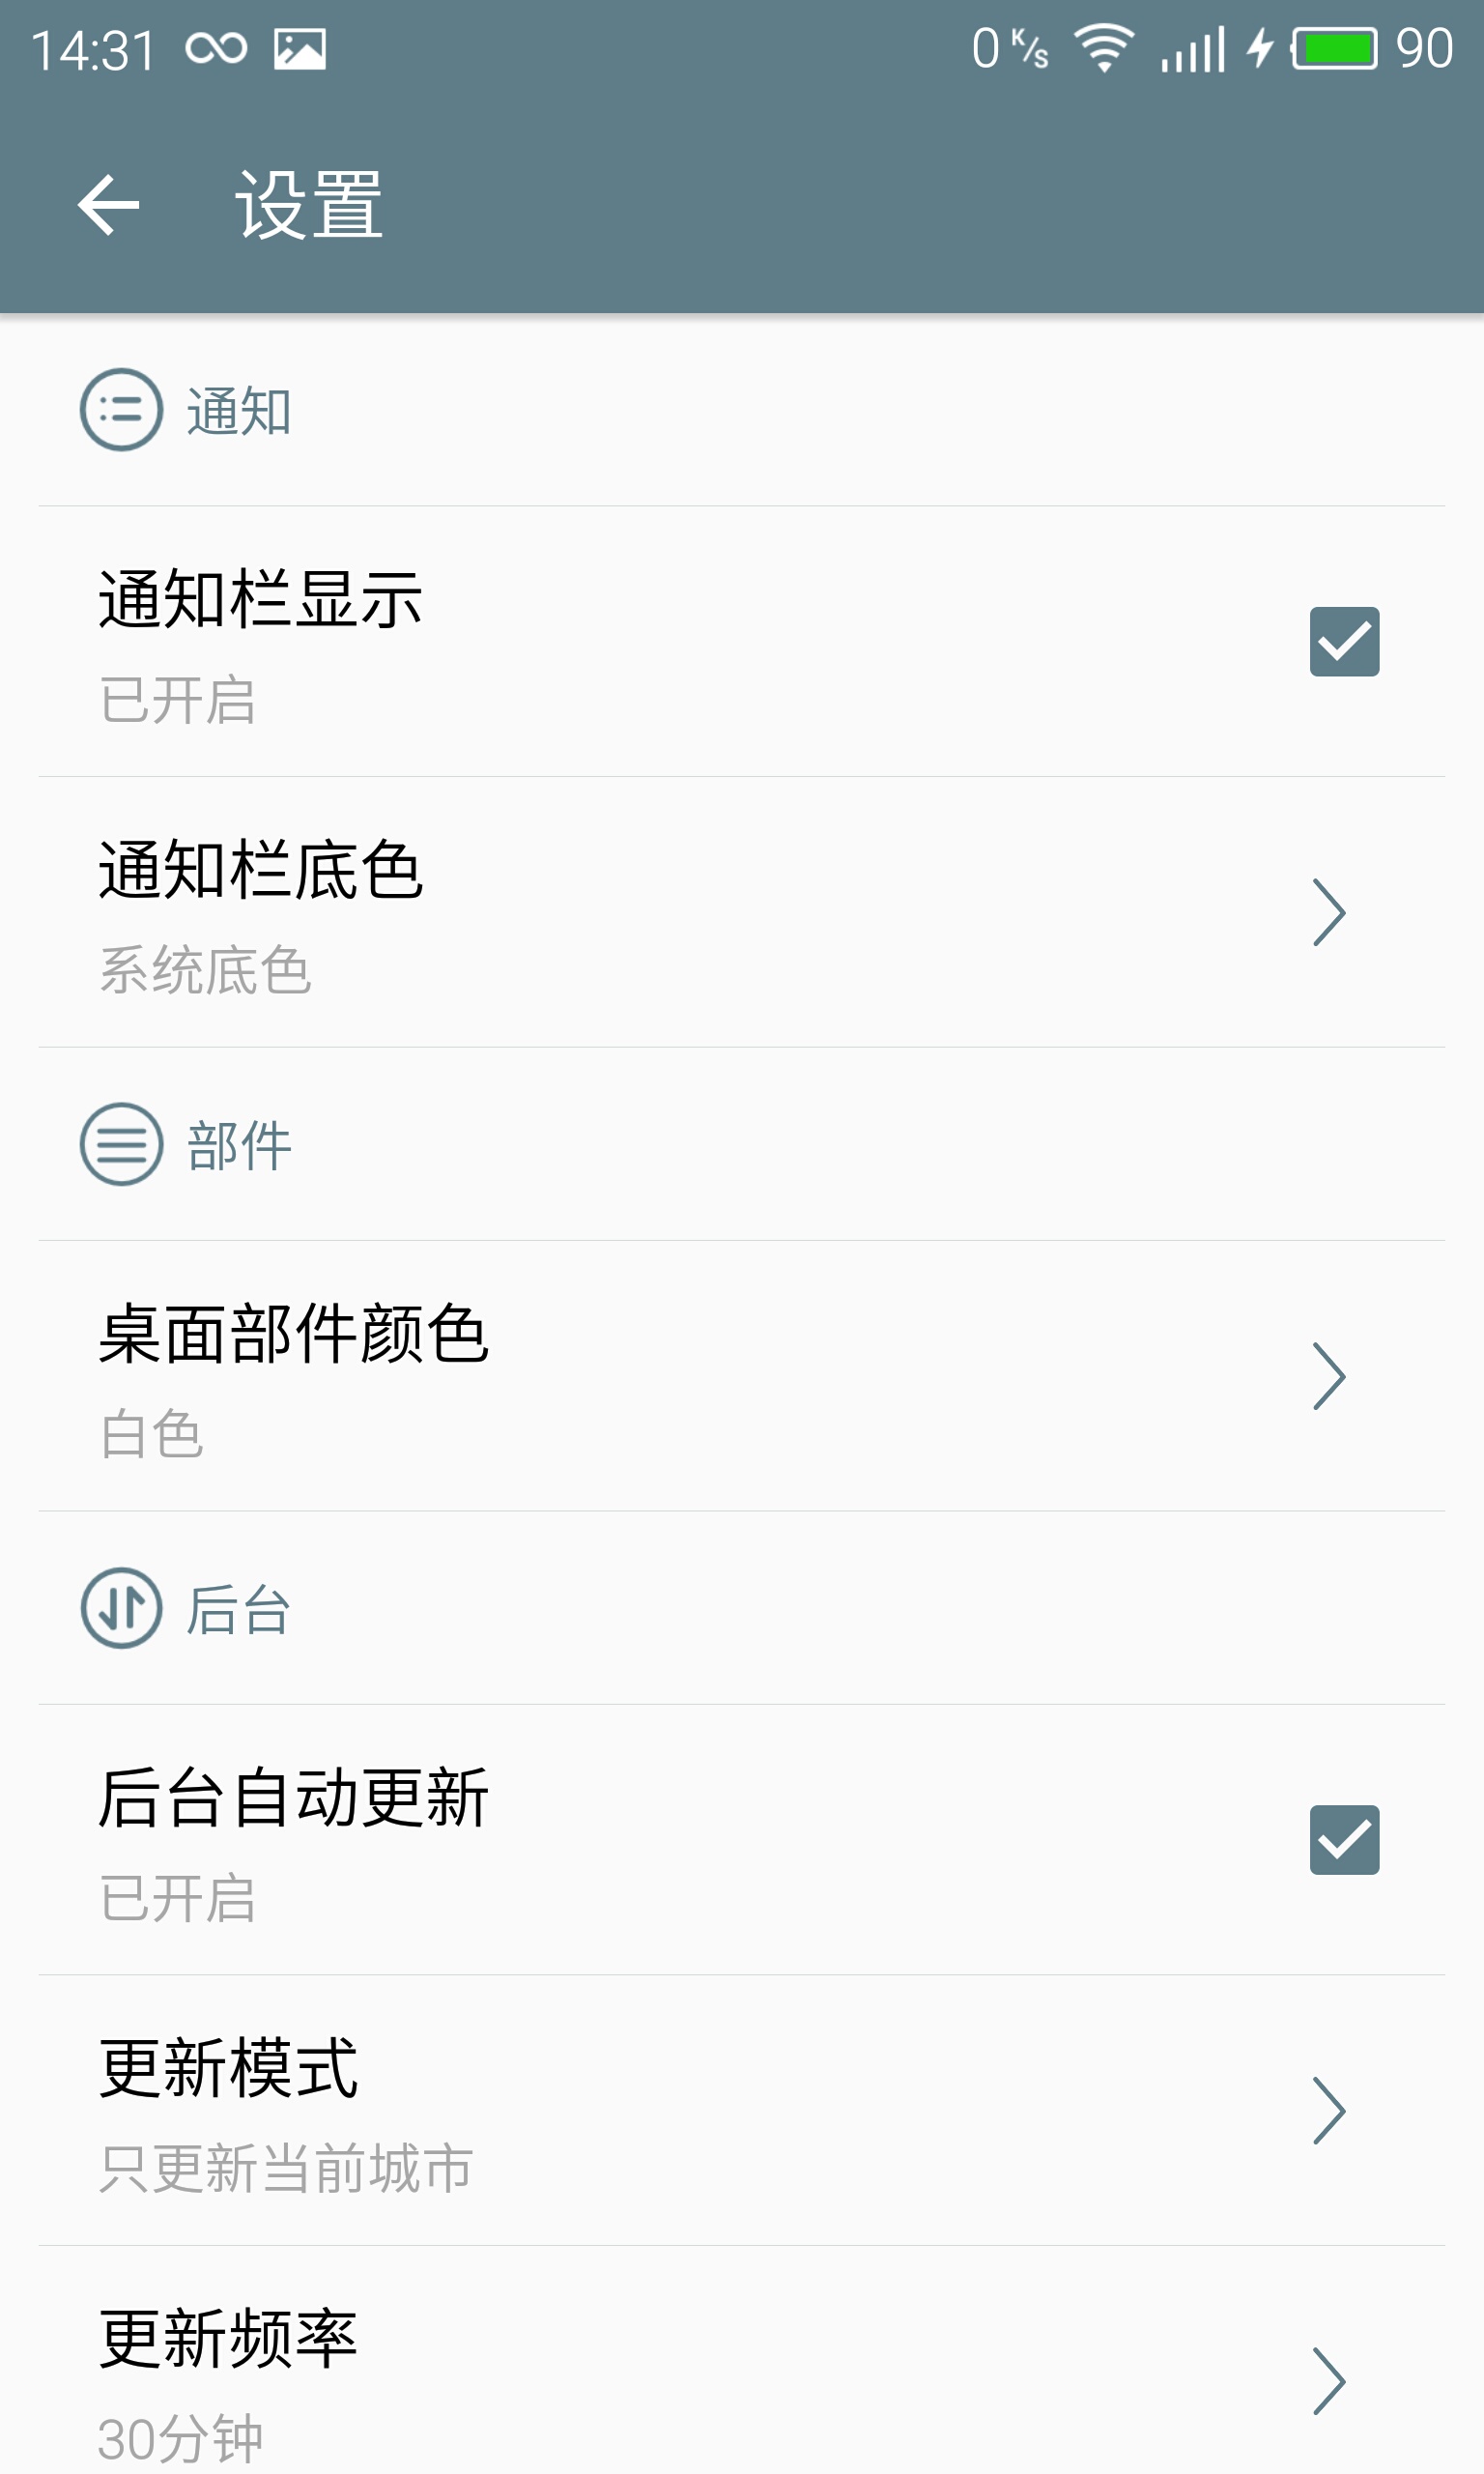 14:31 0 K/s 90
设置
通知
通知栏显示
已开启
通知栏底色
系统底色
部件
桌面部件颜色
白色
后台
后台自动更新
已开启
更新模式
只更新当前城市
更新频率
30分钟